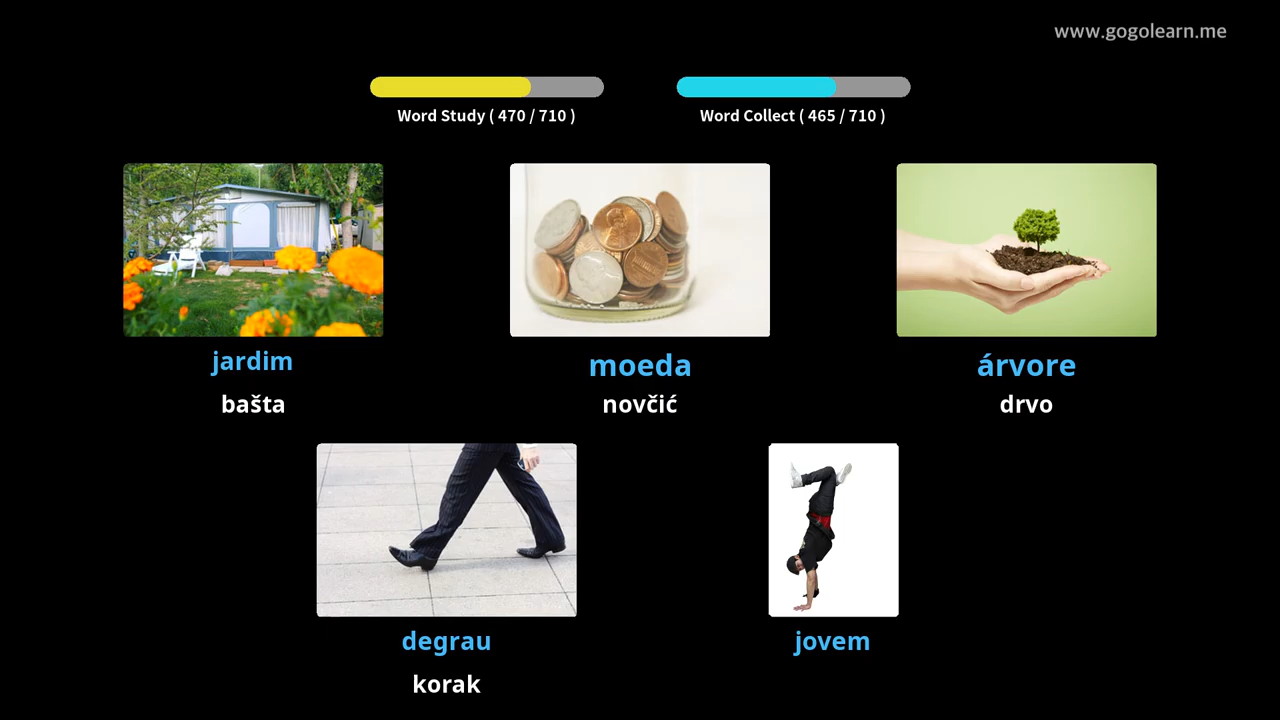 www.gogolearn.me
Word Study ( 470 / 710 )
Word Collect ( 465 / 710 )
jardim
moeda
árvore
bašta
novčić
drvo
degrau
jovem
korak